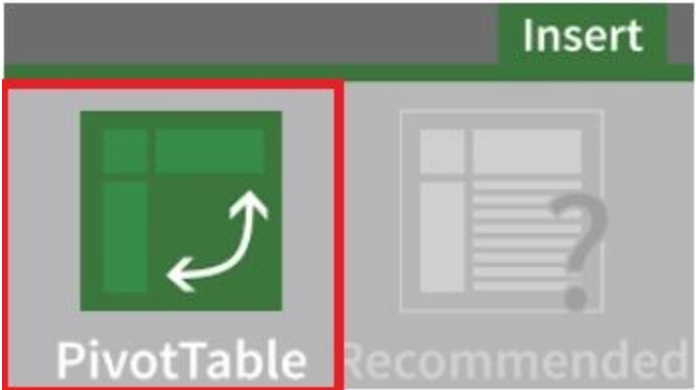 Insert
?
PivotTable
Recommended